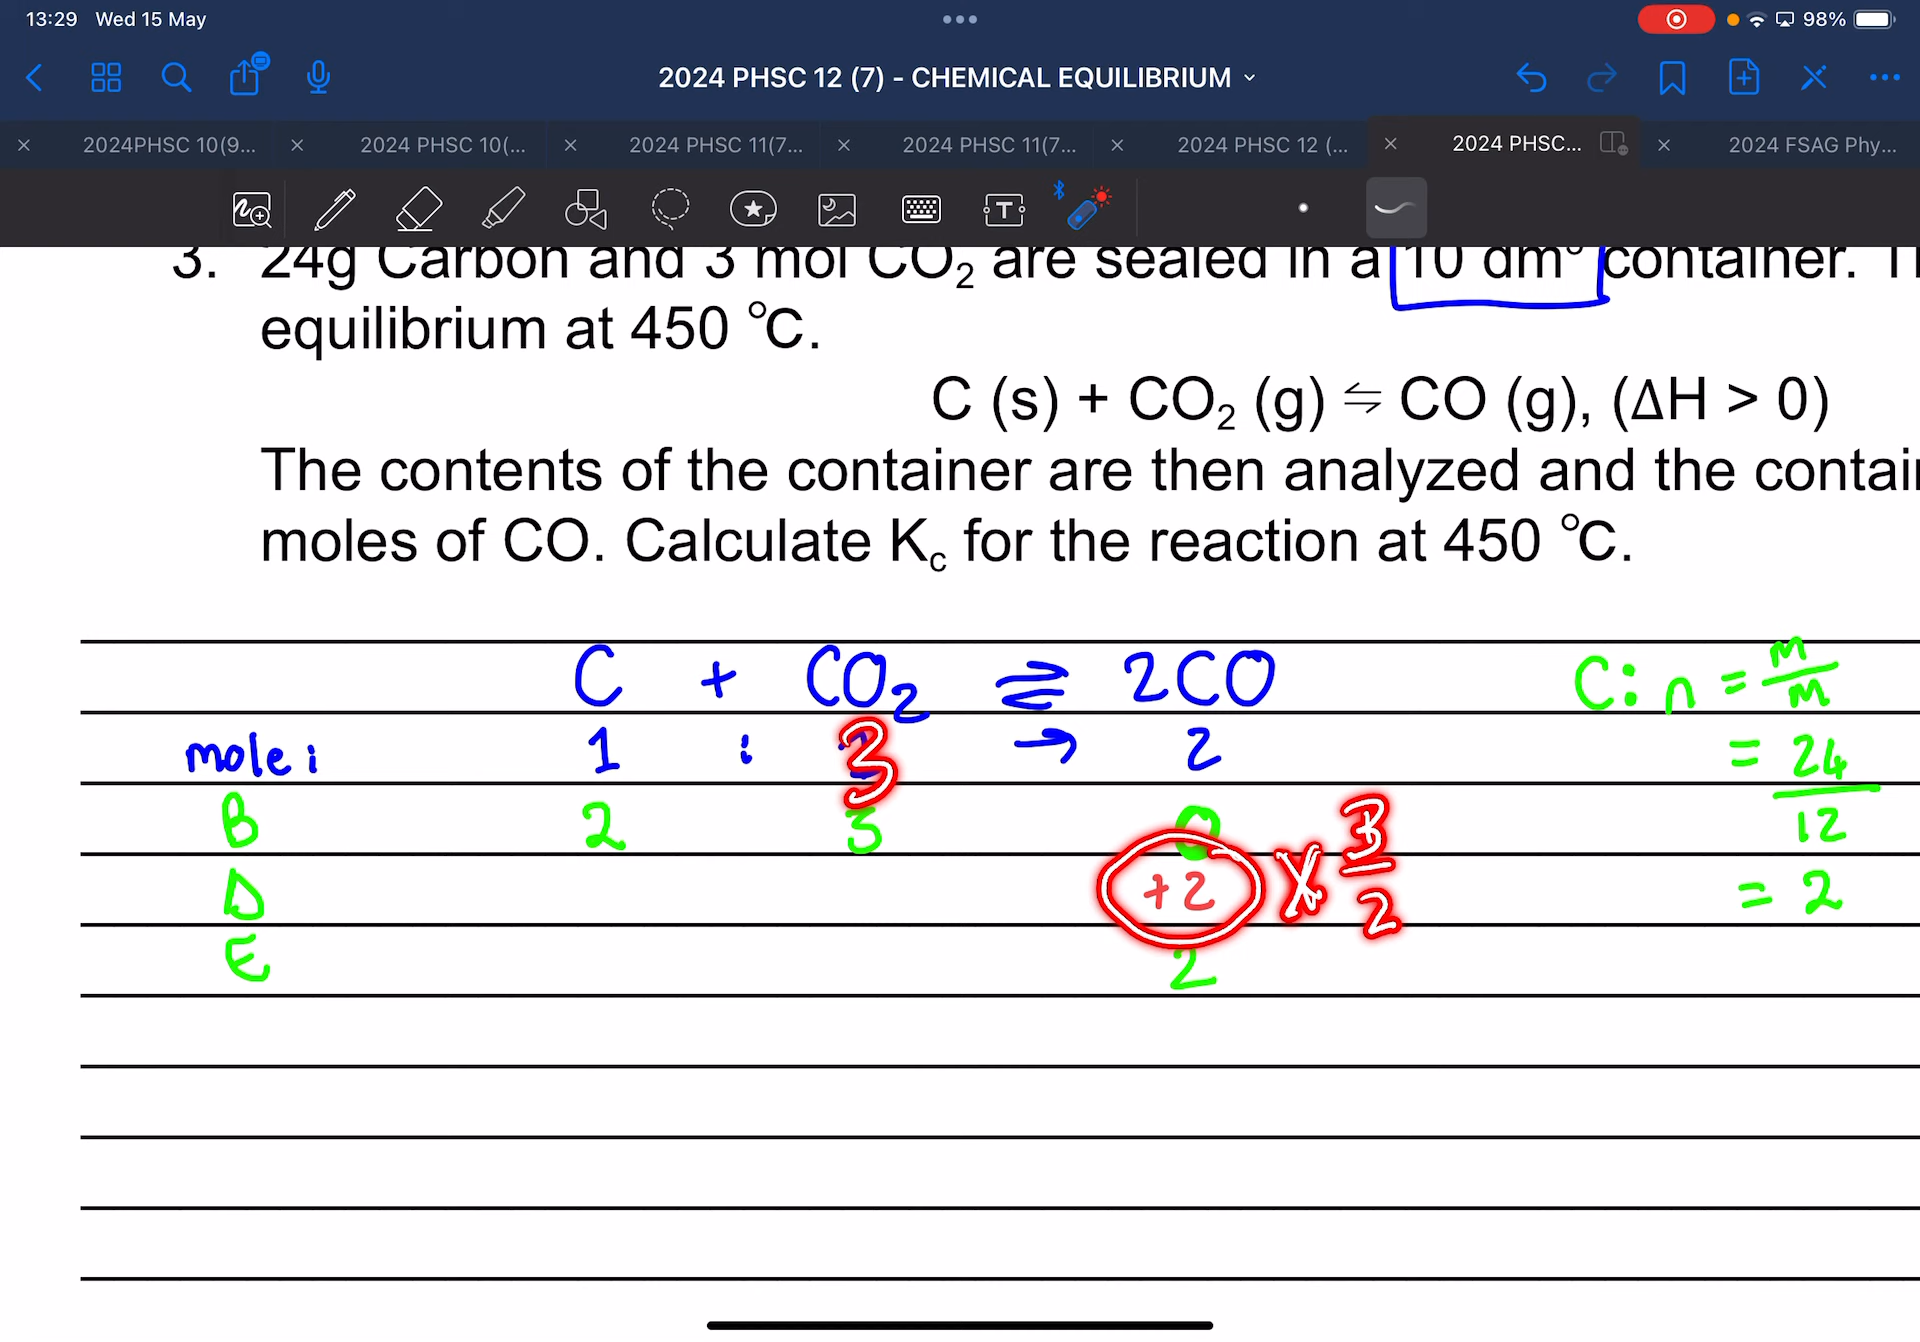 13:29 Wed 15 May
98%
2024 PHSC 12 (7) - CHEMICAL EQUILIBRIUM
2024PHSC 10(9... 2024 PHSC 10(... 2024 PHSC 11(7... 2024 PHSC 11(7... 2024 PHSC 12 (... 2024 PHSC... 2024 FSAG Phy...
3. 24g Carbon and 3 mol CO₂ are sealed in a 10 dm³ container.
equilibrium at 450 °C.
C (s) + CO₂ (g) ⇌ CO (g), (ΔH > 0)
The contents of the container are then analyzed and the
moles of CO. Calculate K꜀ for the reaction at 450 °C.
C + CO₂ ⇌ 2CO
C: n = m/M
mole: 1 : 3 → 2
= 24/12
B 2 3 0
Δ +2 × 3/2
= 2
E 2